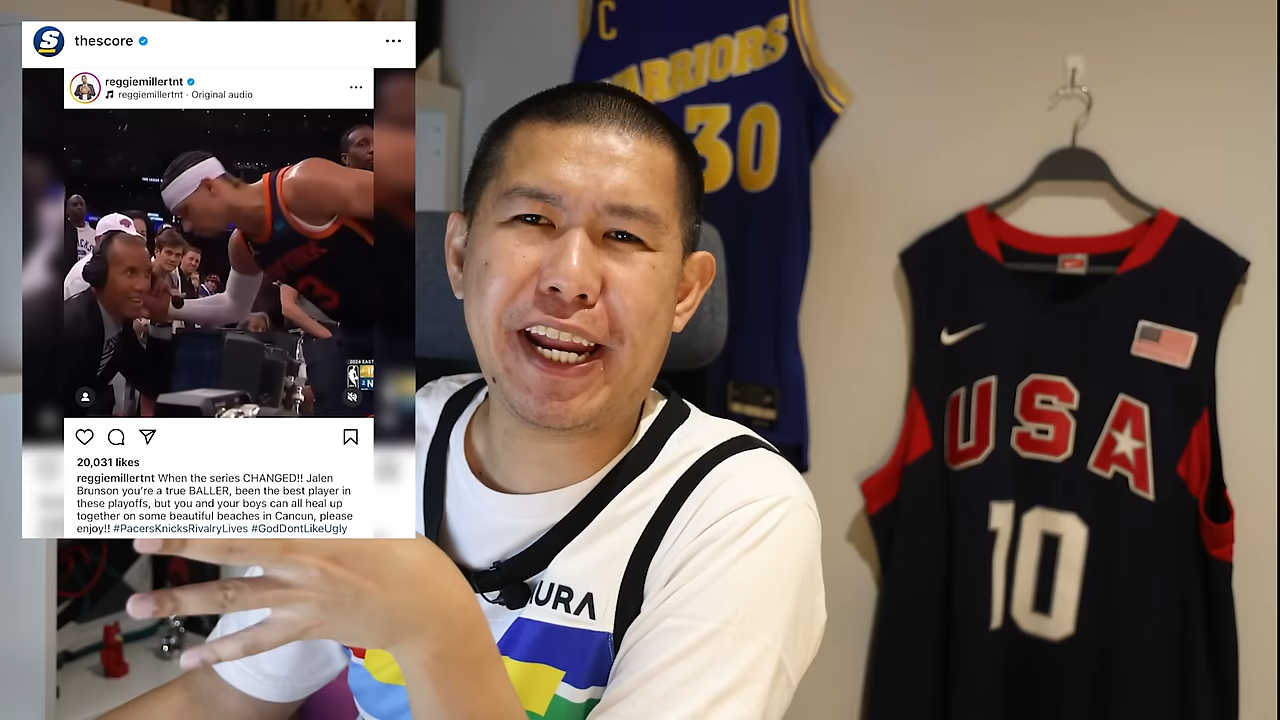 thescore
reggiemillertnt
reggiemillertnt · Original audio
20,031 likes
reggiemillertnt When the series CHANGED!! Jalen
Brunson you're a true BALLER, been the best player in
these playoffs, but you and your boys can all heal up
together on some beautiful beaches in Cancun, please
enjoy!! #PacersKnicksRivalryLives #GodDontLikeUgly
C
ARRIORS
30
USA
10
URA